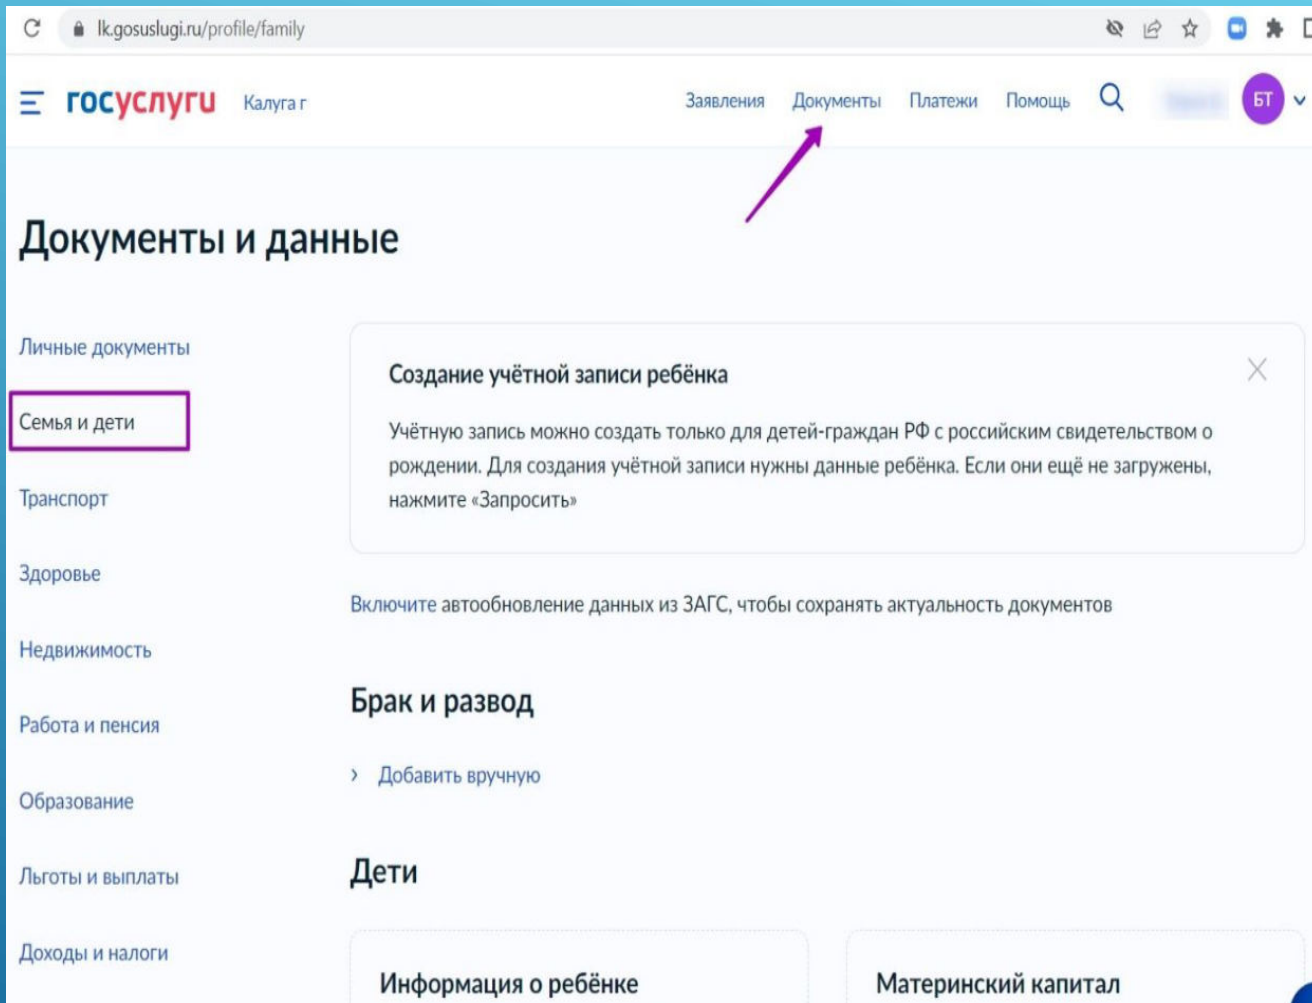 lk.gosuslugi.ru/profile/family
госуслуги Калуга г Заявления Документы Платежи Помощь БТ
Документы и данные
Личные документы
Семья и дети
Транспорт
Здоровье
Недвижимость
Работа и пенсия
Образование
Льготы и выплаты
Доходы и налоги
Создание учётной записи ребёнка
Учётную запись можно создать только для детей-граждан РФ с российским свидетельством о
рождении. Для создания учётной записи нужны данные ребёнка. Если они ещё не загружены,
нажмите «Запросить»
Включите автообновление данных из ЗАГС, чтобы сохранять актуальность документов
Брак и развод
Добавить вручную
Дети
Информация о ребёнке
Материнский капитал